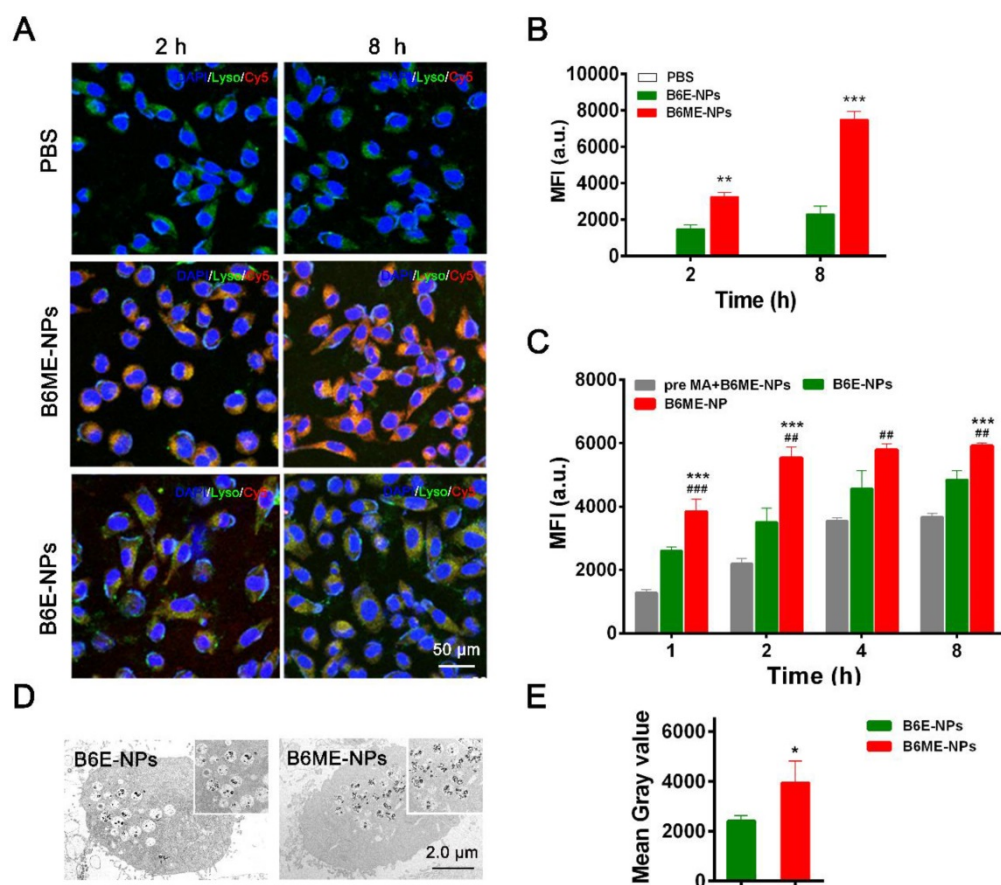 A
2 h
8 h
PBS
DAPI/Lyso/Cy5
DAPI/Lyso/Cy5
B6ME-NPs
DAPI/Lyso/Cy5
DAPI/Lyso/Cy5
B6E-NPs
DAPI/Lyso/Cy5
DAPI/Lyso/Cy5
50 μm
B
MFI (a.u.)
10000
8000
6000
4000
2000
0
PBS
B6E-NPs
B6ME-NPs
**
***
2
8
Time (h)
C
MFI (a.u.)
8000
6000
4000
2000
0
pre MA+B6ME-NPs
B6E-NPs
B6ME-NP
***
###
***
##
##
***
##
1
2
4
8
Time (h)
D
B6E-NPs
B6ME-NPs
2.0 μm
E
Mean Gray value
6000
4000
2000
0
B6E-NPs
B6ME-NPs
*